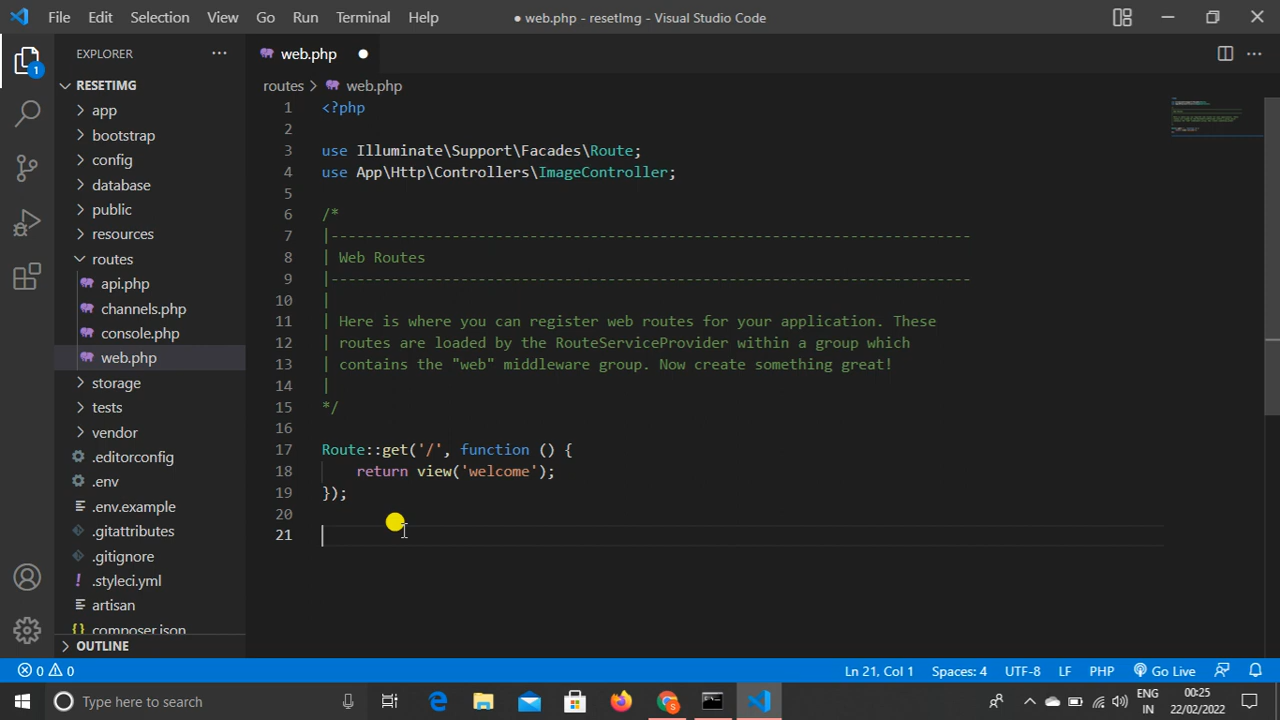 File Edit Selection View Go Run Terminal Help
● web.php - resetImg - Visual Studio Code
EXPLORER
web.php
1
RESETIMG
routes > web.php
app
bootstrap
config
database
public
resources
routes
api.php
channels.php
console.php
web.php
storage
tests
vendor
.editorconfig
.env
.env.example
.gitattributes
.gitignore
.styleci.yml
artisan
composer.json
OUTLINE
1 <?php
2
3 use Illuminate\Support\Facades\Route;
4 use App\Http\Controllers\ImageController;
5
6 /*
7 |--------------------------------------------------------------------------
8 | Web Routes
9 |--------------------------------------------------------------------------
10 |
11 | Here is where you can register web routes for your application. These
12 | routes are loaded by the RouteServiceProvider within a group which
13 | contains the "web" middleware group. Now create something great!
14 |
15 */
16
17 Route::get('/', function () {
18     return view('welcome');
19 });
20
21
0 0
Ln 21, Col 1 Spaces: 4 UTF-8 LF PHP Go Live
Type here to search
ENG
IN
00:25
22/02/2022